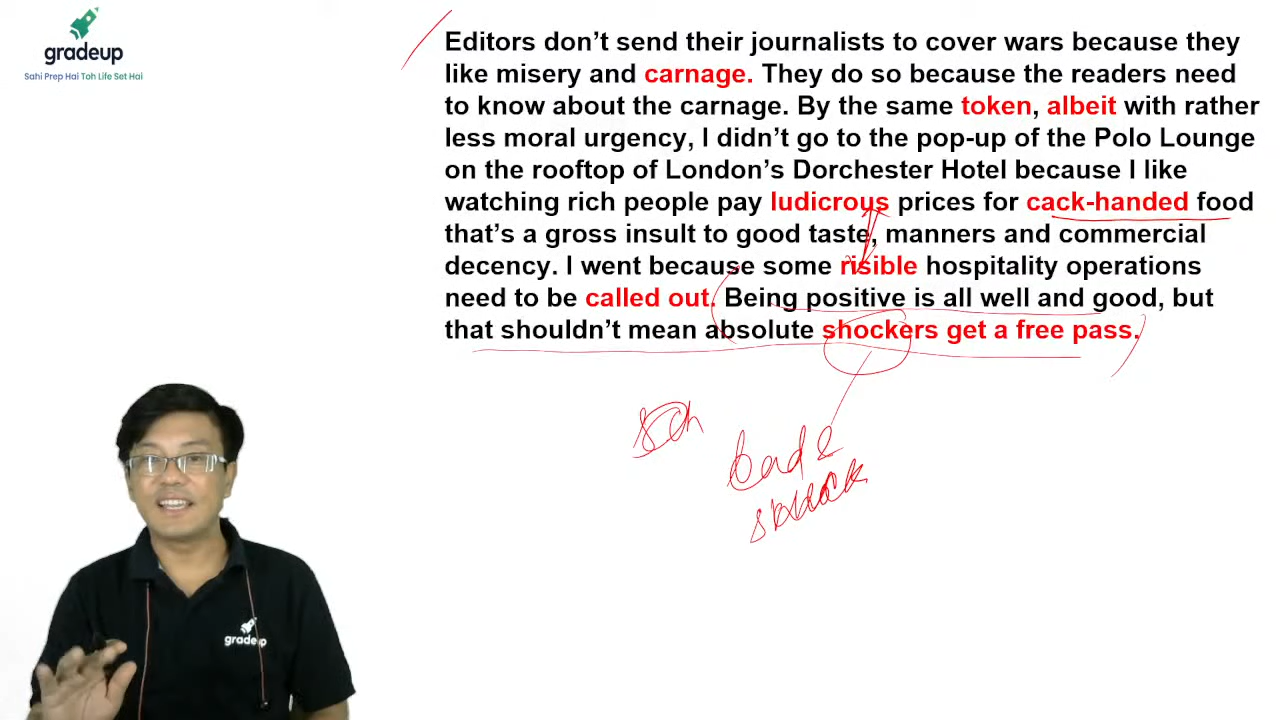 gradeup
Sahi Prep Hai Toh Life Set Hai
Editors don't send their journalists to cover wars because they
like misery and carnage. They do so because the readers need
to know about the carnage. By the same token, albeit with rather
less moral urgency, I didn't go to the pop-up of the Polo Lounge
on the rooftop of London's Dorchester Hotel because I like
watching rich people pay ludicrous prices for cack-handed food
that's a gross insult to good taste, manners and commercial
decency. I went because some risible hospitality operations
need to be called out. Being positive is all well and good, but
that shouldn't mean absolute shockers get a free pass.
bad
gradeup